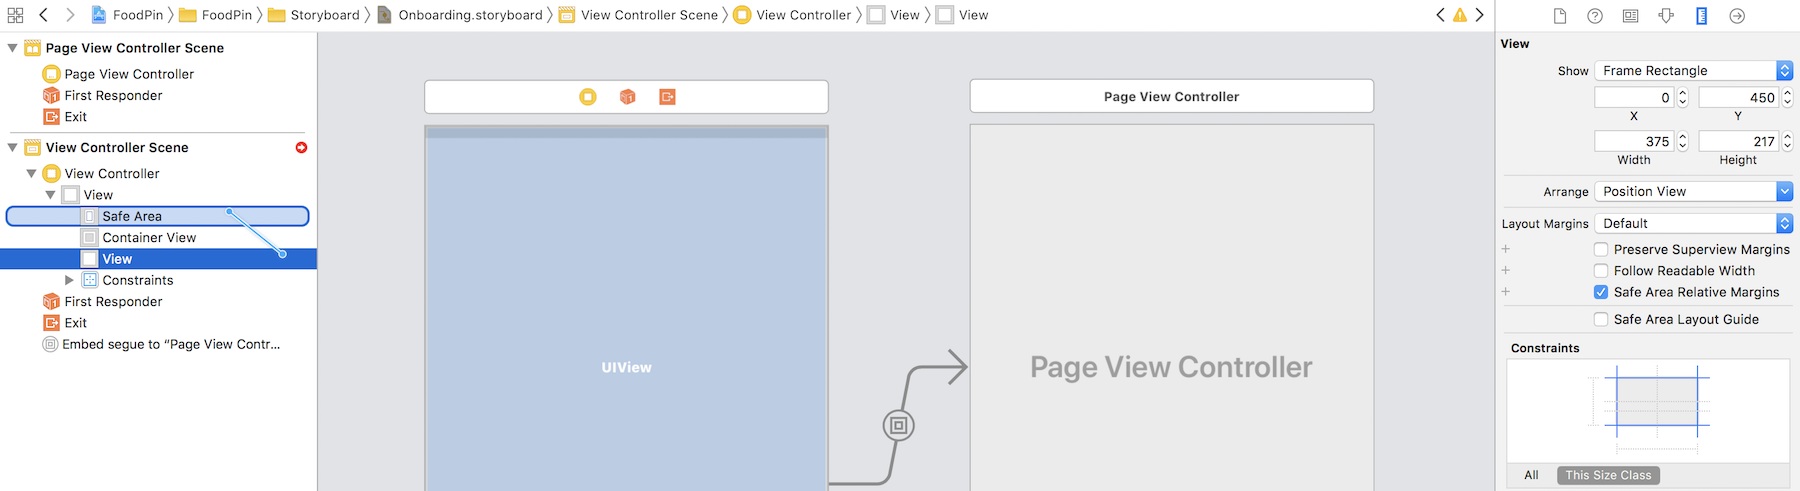 FoodPin FoodPin Storyboard Onboarding.storyboard View Controller Scene View Controller View View
Page View Controller Scene
Page View Controller
First Responder
Exit
View Controller Scene
View Controller
View
Safe Area
Container View
View
Constraints
First Responder
Exit
Embed segue to “Page View Contr...
UIView
Page View Controller
Page View Controller
View
Show Frame Rectangle
0 450
X Y
375 217
Width Height
Arrange Position View
Layout Margins Default
Preserve Superview Margins
Follow Readable Width
Safe Area Relative Margins
Safe Area Layout Guide
Constraints
All This Size Class